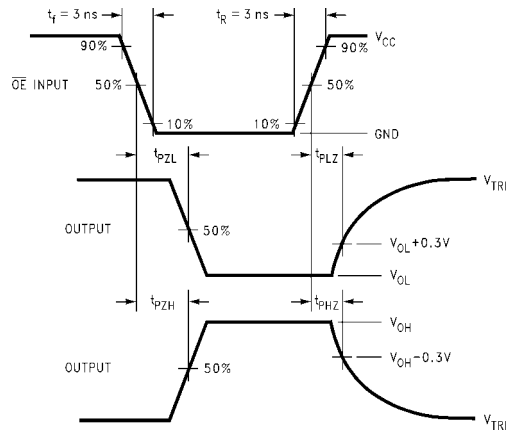 tf = 3 ns
tR = 3 ns
90%
90%
VCC
OE INPUT
50%
50%
10%
10%
GND
tPZL
tPLZ
VTRI
OUTPUT
50%
VOL+0.3V
VOL
tPZH
tPHZ
VOH
OUTPUT
50%
VOH−0.3V
VTRI